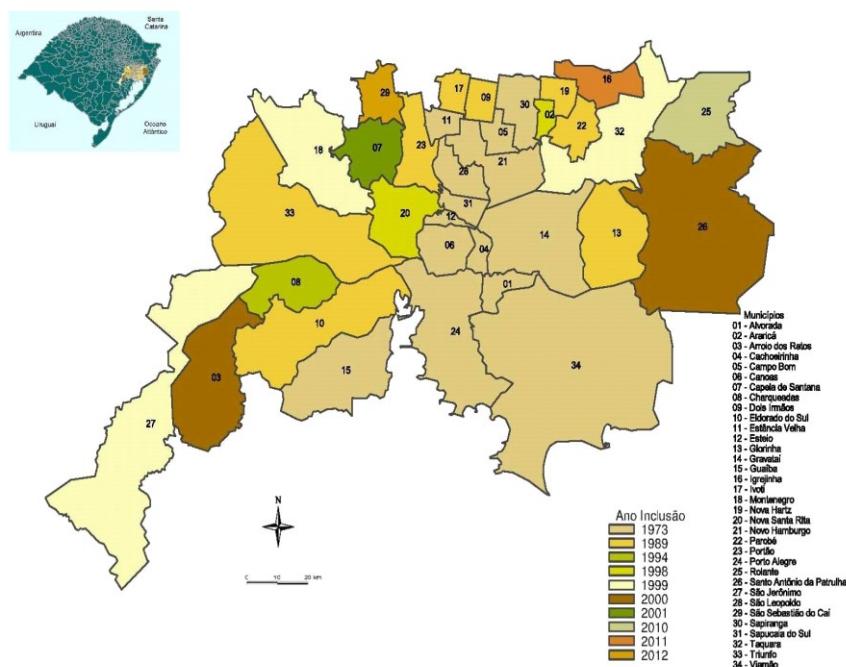 Santa
Catarina
Argentina
Uruguai
Oceano
Atlântico
29
17
09
30
19
16
02
25
11
05
22
32
18
07
23
21
28
20
31
12
33
14
13
26
06
04
08
01
10
24
15
34
03
27
N
0 10 20 km
Ano Inclusão
1973
1989
1994
1998
1999
2000
2001
2010
2011
2012
Municípios
01 - Alvorada
02 - Araricá
03 - Arroio dos Ratos
04 - Cachoeirinha
05 - Campo Bom
06 - Canoas
07 - Capela de Santana
08 - Charqueadas
09 - Dois Irmãos
10 - Eldorado do Sul
11 - Estância Velha
12 - Esteio
13 - Glorinha
14 - Gravataí
15 - Guaíba
16 - Igrejinha
17 - Ivoti
18 - Montenegro
19 - Nova Hartz
20 - Nova Santa Rita
21 - Novo Hamburgo
22 - Parobé
23 - Portão
24 - Porto Alegre
25 - Rolante
26 - Santo Antônio da Patrulha
27 - São Jerônimo
28 - São Leopoldo
29 - São Sebastião do Caí
30 - Sapiranga
31 - Sapucaia do Sul
32 - Taquara
33 - Triunfo
34 - Viamão